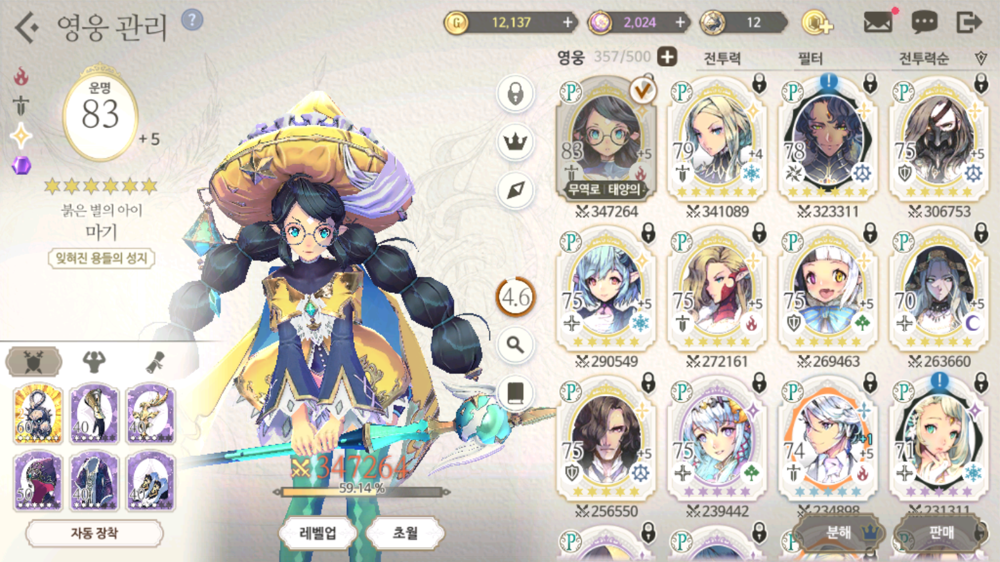 영웅 관리
?
G 12,137 +
2,024 +
12
영웅 357/500 +
전투력
필터
전투력순
운명
83
+5
붉은 별의 아이
마기
잊혀진 용들의 성지
4.6
347264
59.14 %
레벨업
초월
60
40
40
50
40
40
자동 장착
P 83 +5
무역로 | 태양의
347264
P 79 +4
341089
P ! 78
323311
P 75 +5
306753
P 75 +5
290549
P 75 +5
272161
P 75 +5
269463
P 70 +5
263660
P 75 +5
256550
P 75
239442
P 74 +1 +5
234898
P ! 71
231311
P
P
P
P
분해
판매